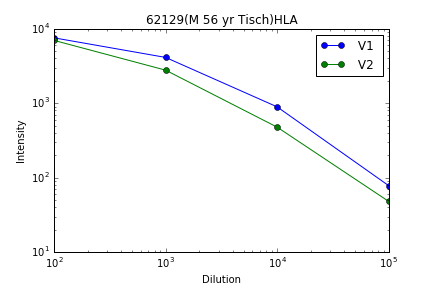 62129(M 56 yr Tisch)HLA
10^4
10^3
10^2
10^1
Intensity
V1
V2
10^2 10^3 10^4 10^5
Dilution